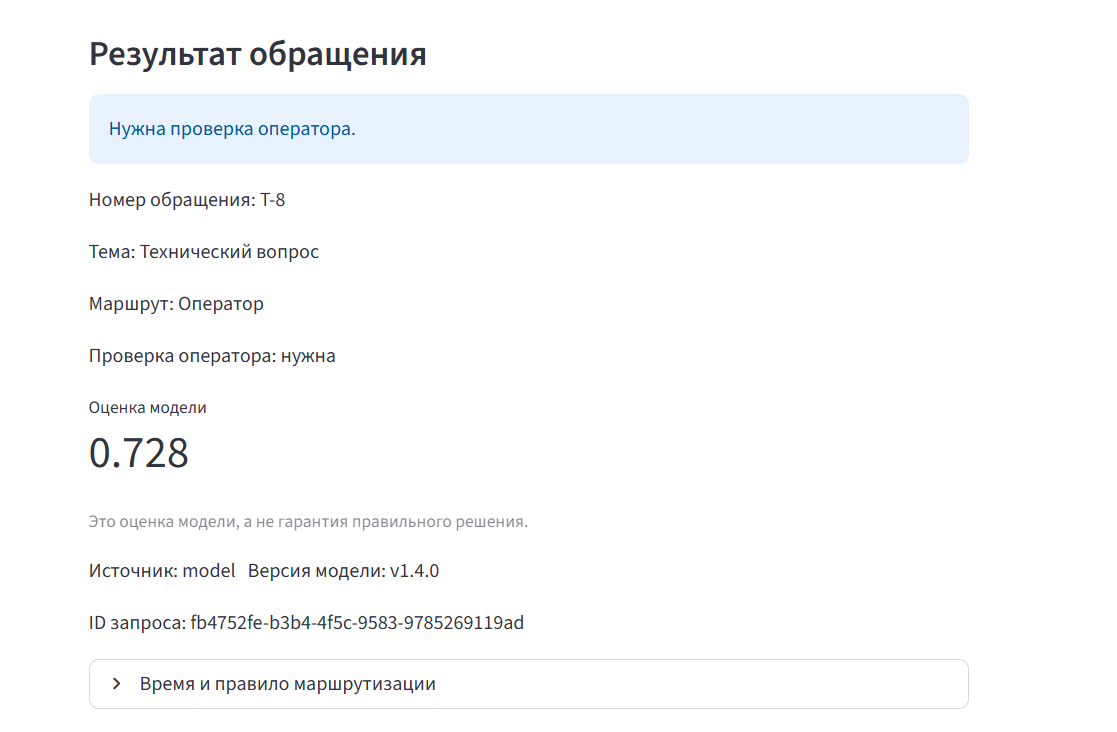 Результат обращения
Нужна проверка оператора.
Номер обращения: T-8
Тема: Технический вопрос
Маршрут: Оператор
Проверка оператора: нужна
Оценка модели
0.728
Это оценка модели, а не гарантия правильного решения.
Источник: model Версия модели: v1.4.0
ID запроса: fb4752fe-b3b4-4f5c-9583-9785269119ad
Время и правило маршрутизации